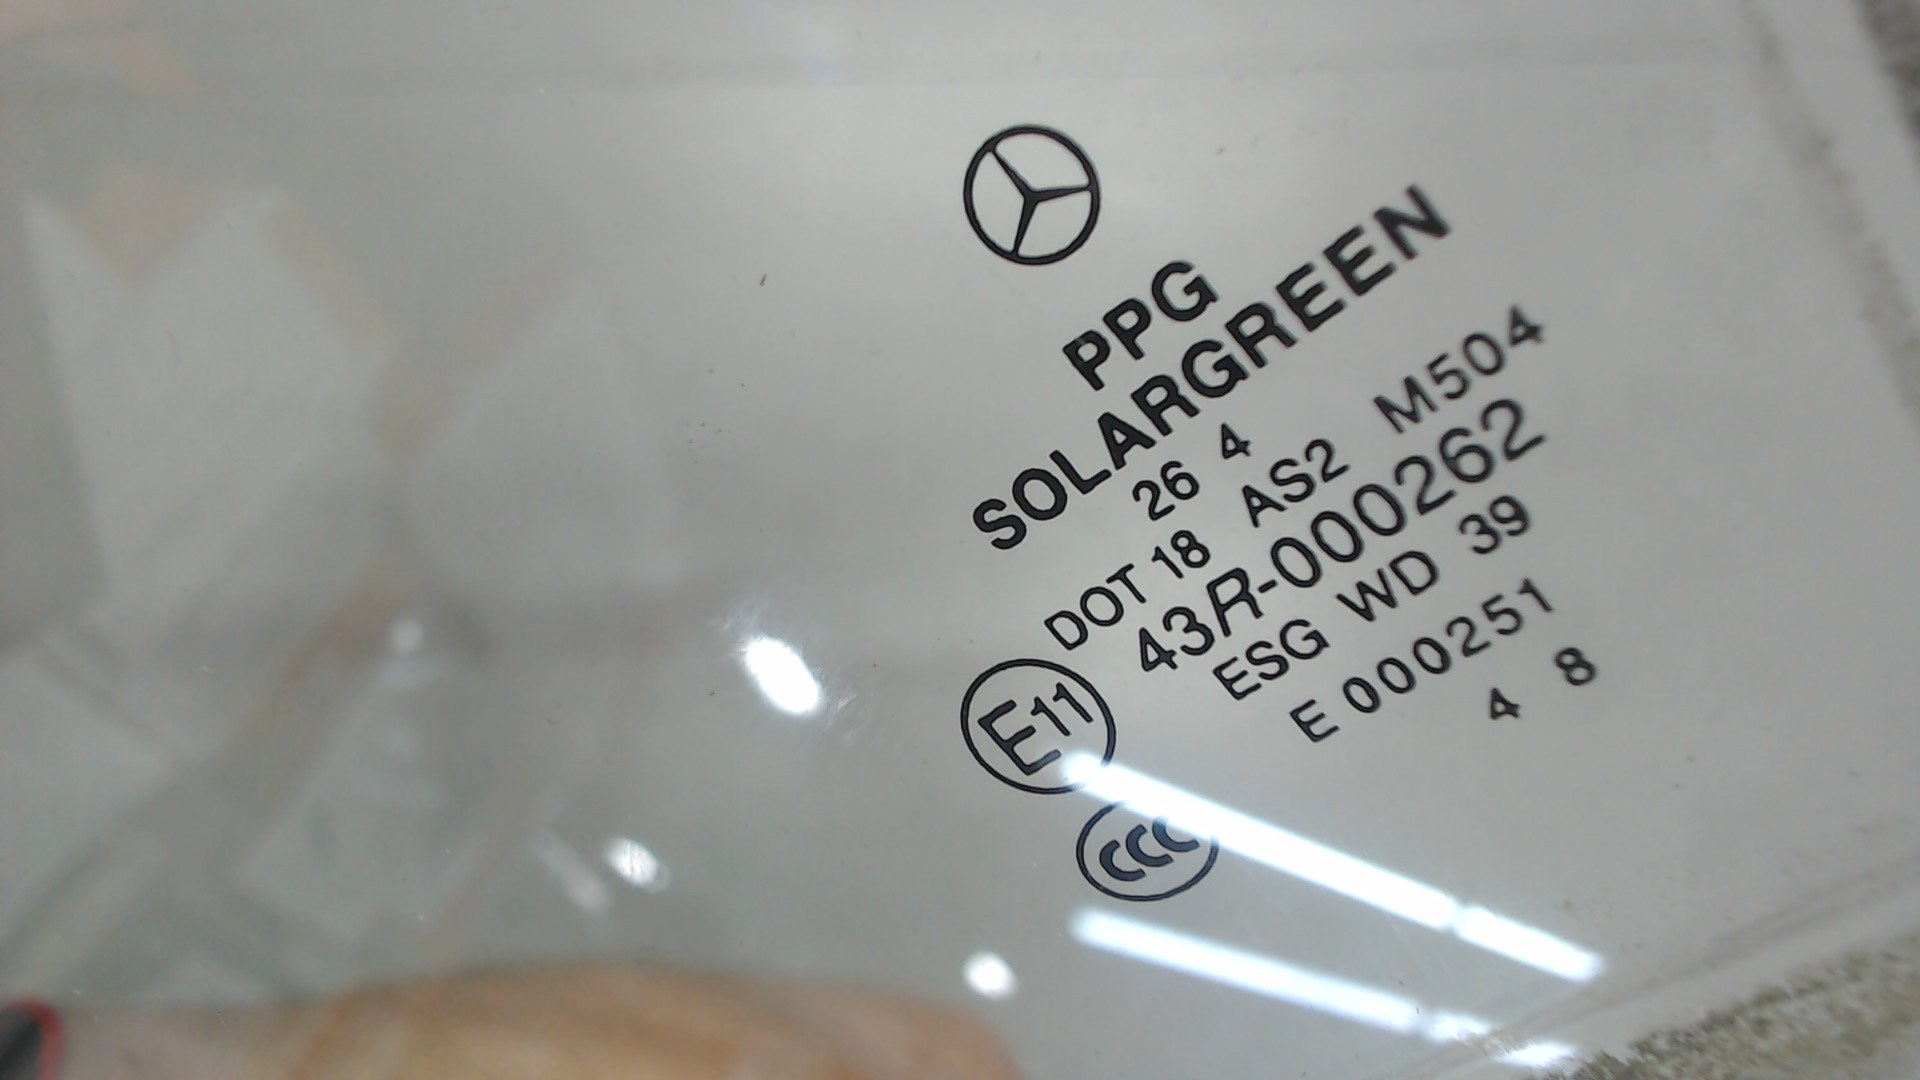 PPG
SOLARGREEN
26 4
DOT 18 AS2 M504
43R-000262
ESG WD 39
E 000251
4 8
E11
CCC